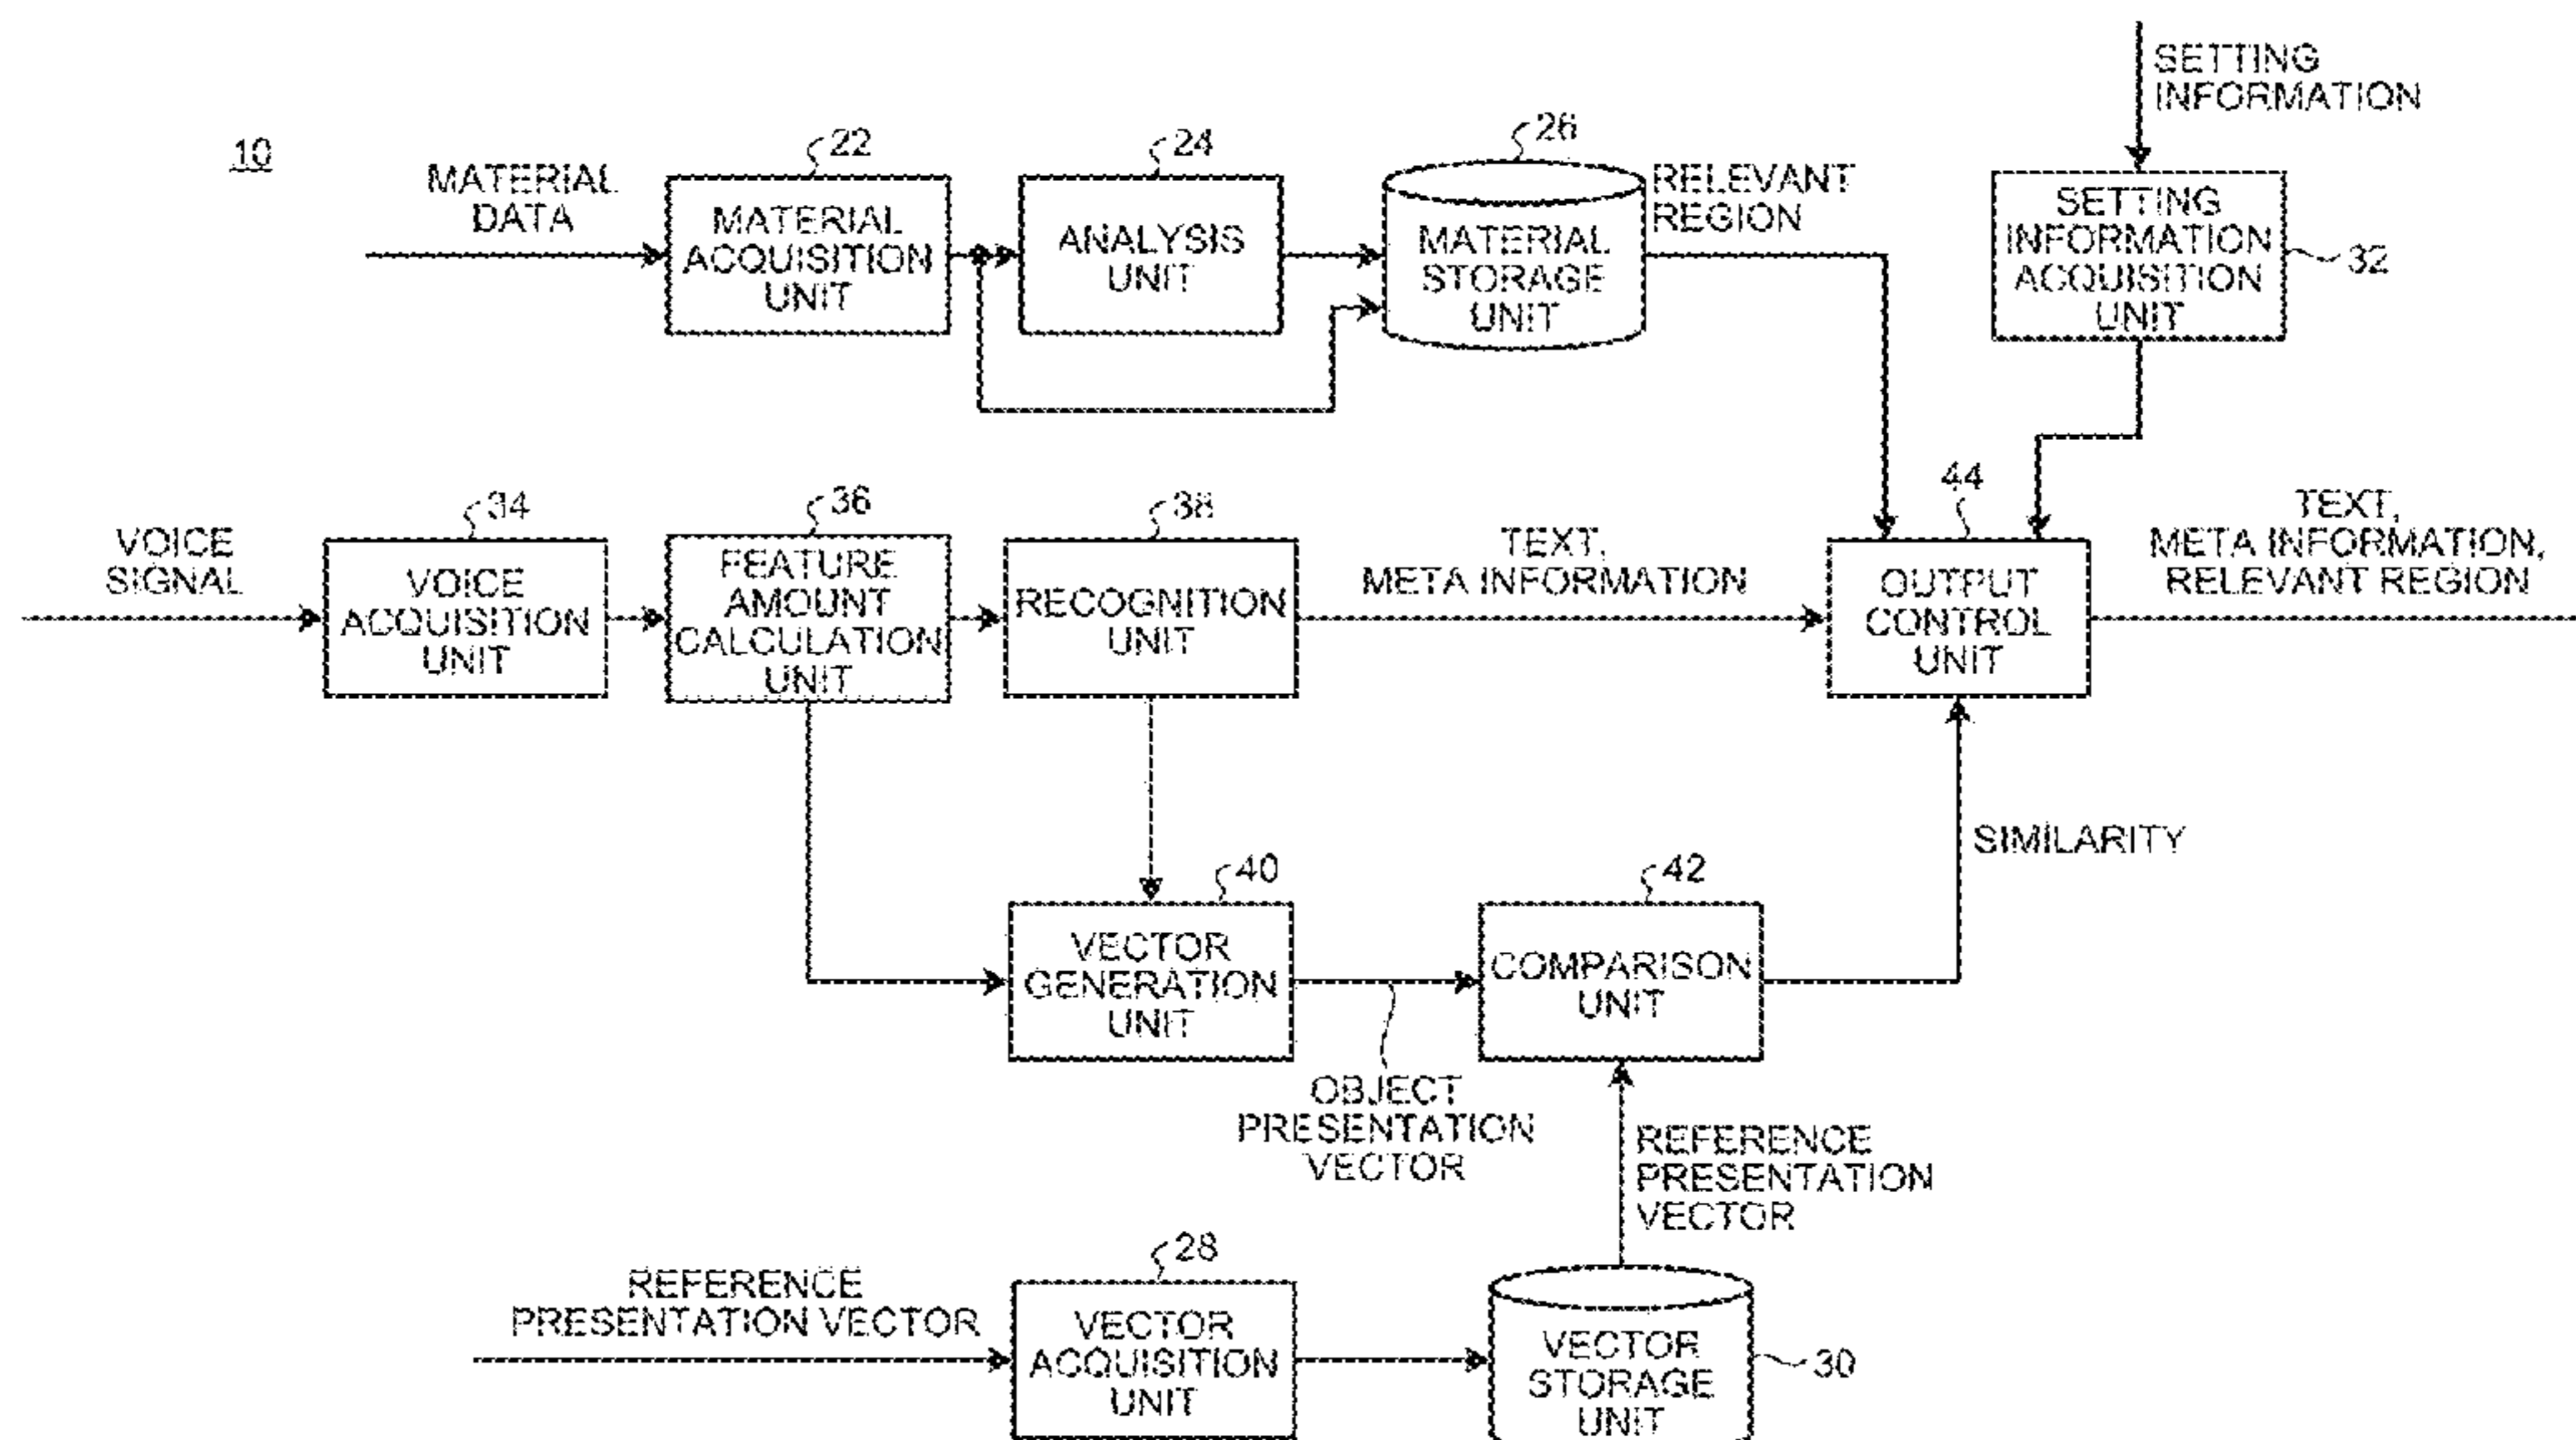 10
SETTING
INFORMATION
MATERIAL
DATA
22
MATERIAL
ACQUISITION
UNIT
24
ANALYSIS
UNIT
26
MATERIAL
STORAGE
UNIT
RELEVANT
REGION
SETTING
INFORMATION
ACQUISITION
UNIT
32
VOICE
SIGNAL
34
VOICE
ACQUISITION
UNIT
36
FEATURE
AMOUNT
CALCULATION
UNIT
38
RECOGNITION
UNIT
TEXT,
META INFORMATION
44
OUTPUT
CONTROL
UNIT
TEXT,
META INFORMATION,
RELEVANT REGION
40
VECTOR
GENERATION
UNIT
OBJECT
PRESENTATION
VECTOR
42
COMPARISON
UNIT
SIMILARITY
REFERENCE
PRESENTATION
VECTOR
REFERENCE
PRESENTATION VECTOR
28
VECTOR
ACQUISITION
UNIT
VECTOR
STORAGE
UNIT
30